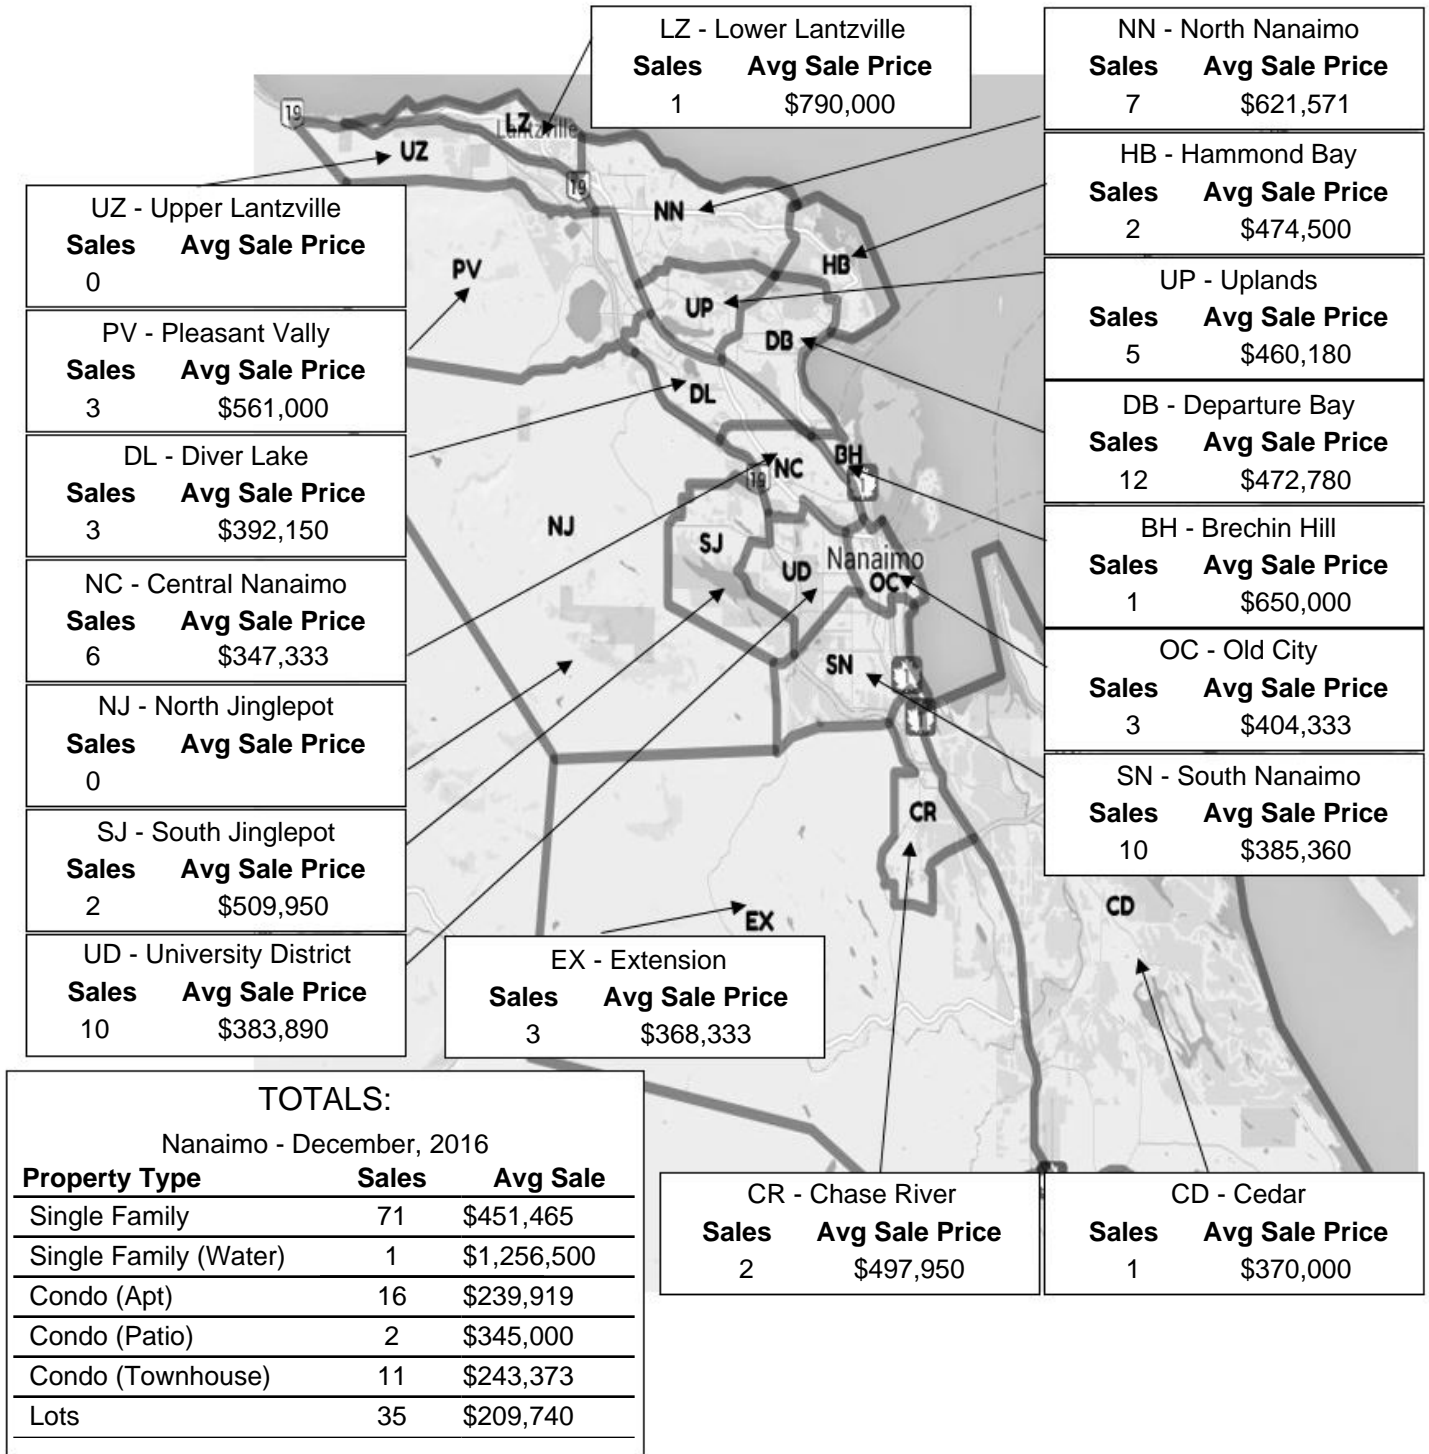 LZ - Lower Lantzville
Sales Avg Sale Price
1 $790,000
NN - North Nanaimo
Sales Avg Sale Price
7 $621,571
HB - Hammond Bay
Sales Avg Sale Price
2 $474,500
UP - Uplands
Sales Avg Sale Price
5 $460,180
DB - Departure Bay
Sales Avg Sale Price
12 $472,780
BH - Brechin Hill
Sales Avg Sale Price
1 $650,000
OC - Old City
Sales Avg Sale Price
3 $404,333
SN - South Nanaimo
Sales Avg Sale Price
10 $385,360
UZ - Upper Lantzville
Sales Avg Sale Price
0
PV - Pleasant Vally
Sales Avg Sale Price
3 $561,000
DL - Diver Lake
Sales Avg Sale Price
3 $392,150
NC - Central Nanaimo
Sales Avg Sale Price
6 $347,333
NJ - North Jinglepot
Sales Avg Sale Price
0
SJ - South Jinglepot
Sales Avg Sale Price
2 $509,950
UD - University District
Sales Avg Sale Price
10 $383,890
EX - Extension
Sales Avg Sale Price
3 $368,333
CR - Chase River
Sales Avg Sale Price
2 $497,950
CD - Cedar
Sales Avg Sale Price
1 $370,000
19
LZ
Lantzville
UZ
19
NN
PV
HB
UP
DB
DL
BH
NC
19
1
NJ
SJ
Nanaimo
UD
OC
SN
1
CR
CD
EX
TOTALS:
Nanaimo - December, 2016
Property Type Sales Avg Sale
Single Family 71 $451,465
Single Family (Water) 1 $1,256,500
Condo (Apt) 16 $239,919
Condo (Patio) 2 $345,000
Condo (Townhouse) 11 $243,373
Lots 35 $209,740